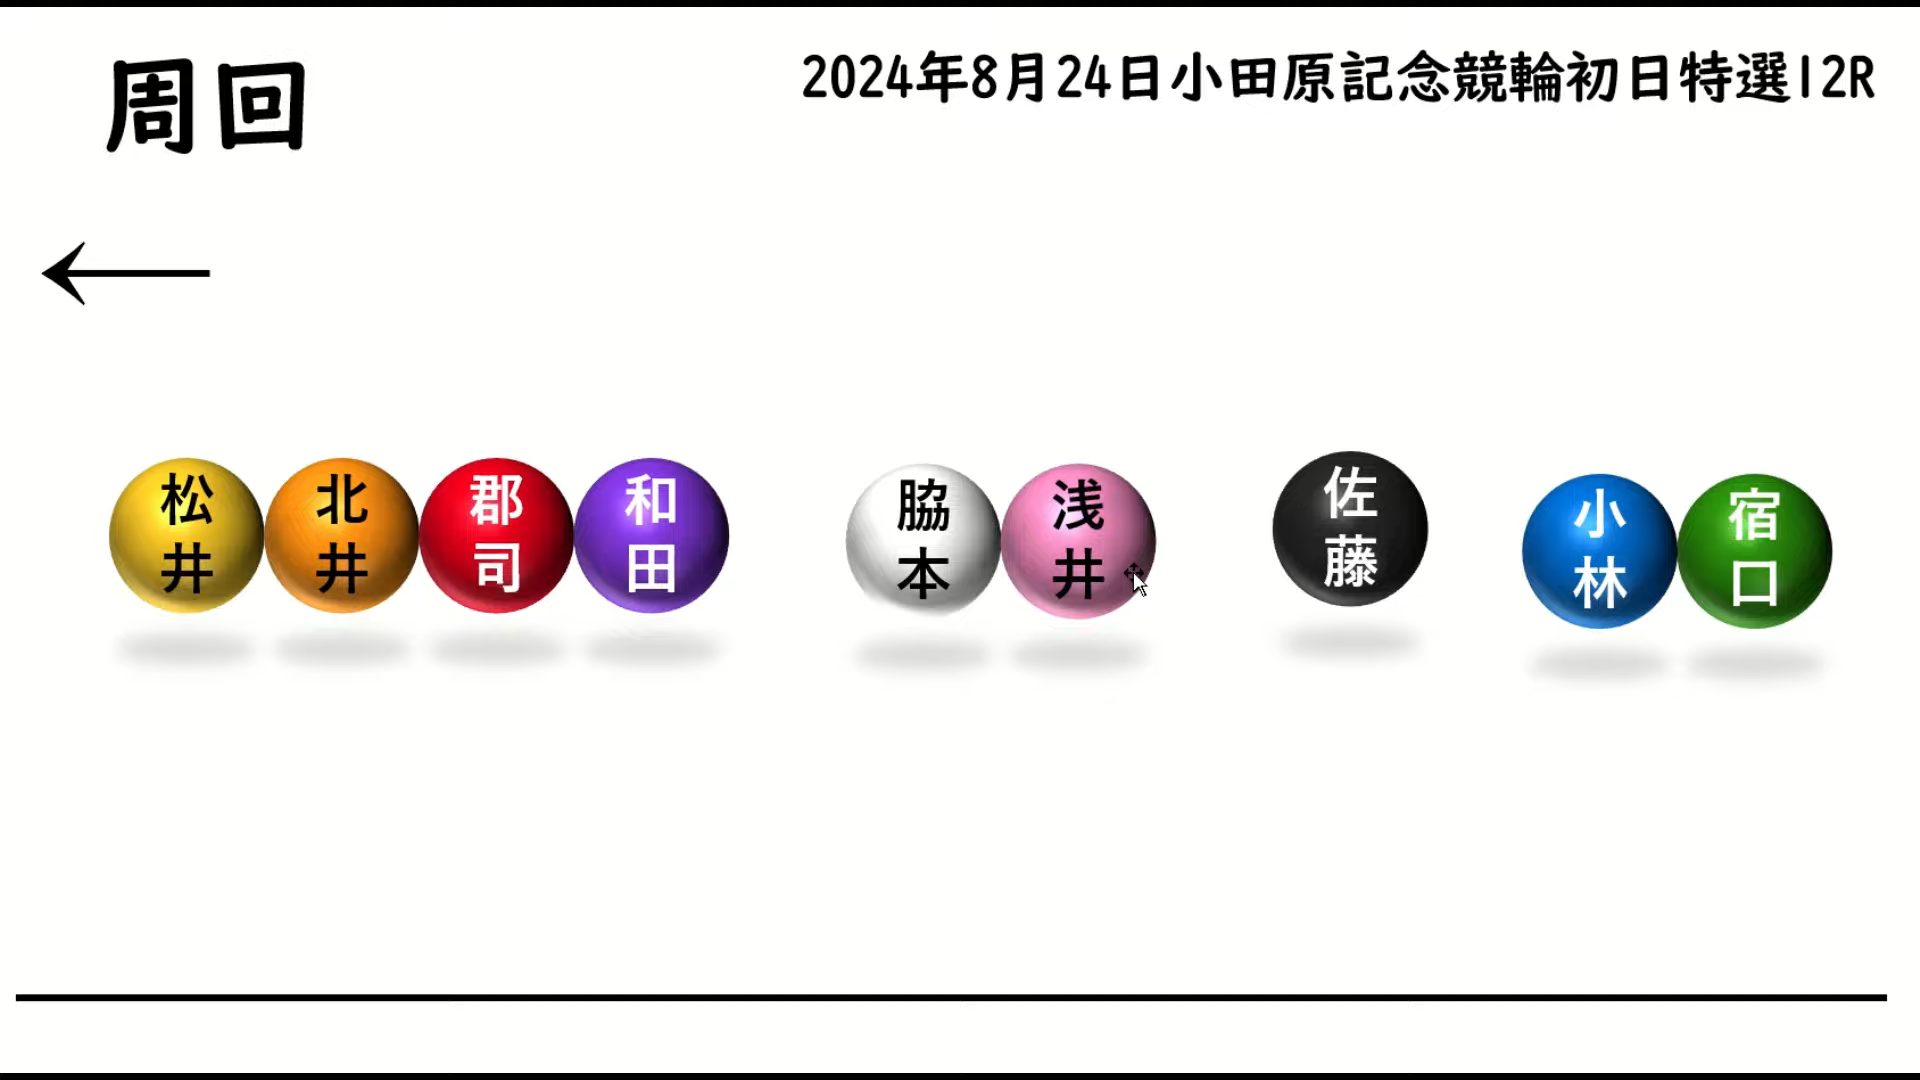 周回
2024年8月24日小田原記念競輪初日特選12R
松井
北井
郡司
和田
脇本
浅井
佐藤
小林
宿口